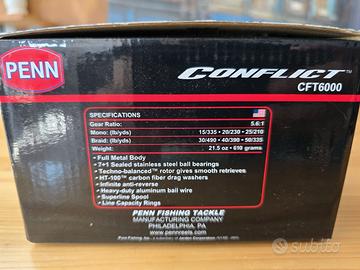 PENN
CONFLICT™
CFT6000
SPECIFICATIONS
Gear Ratio: 5.6:1
Mono: (lb/yds) 15/335 • 20/230 • 25/210
Braid: (lb/yds) 30/490 • 40/390 • 50/335
Weight: 21.5 oz • 610 grams
• Full Metal Body
• 7+1 Sealed stainless steel ball bearings
• Techno-balanced™ rotor gives smooth retrieves
• HT-100™ carbon fiber drag washers
• Infinite anti-reverse
• Heavy-duty aluminum bail wire
• Superline Spool
• Line Capacity Rings
PENN FISHING TACKLE
MANUFACTURING COMPANY
PHILADELPHIA, PA
www.pennreels.com
subito